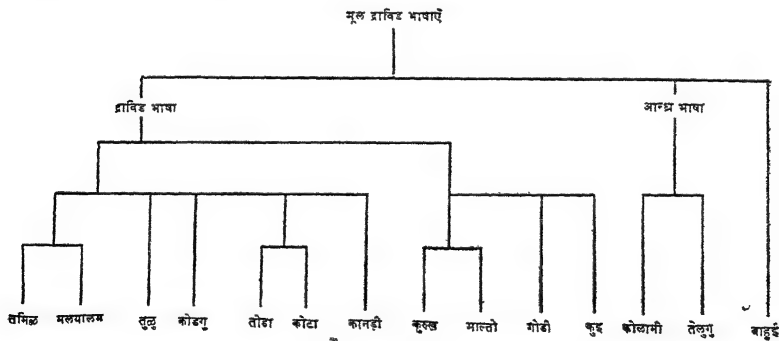 मूल द्राविड भाषाएँ
द्राविड भाषा आन्ध्र भाषा
तमिळ मलयालम तुळु कोडगु तोडा कोटा कानड़ी कुरुख माल्तो गोंडी कुइ कोलामी तेलुगु ब्राहुई